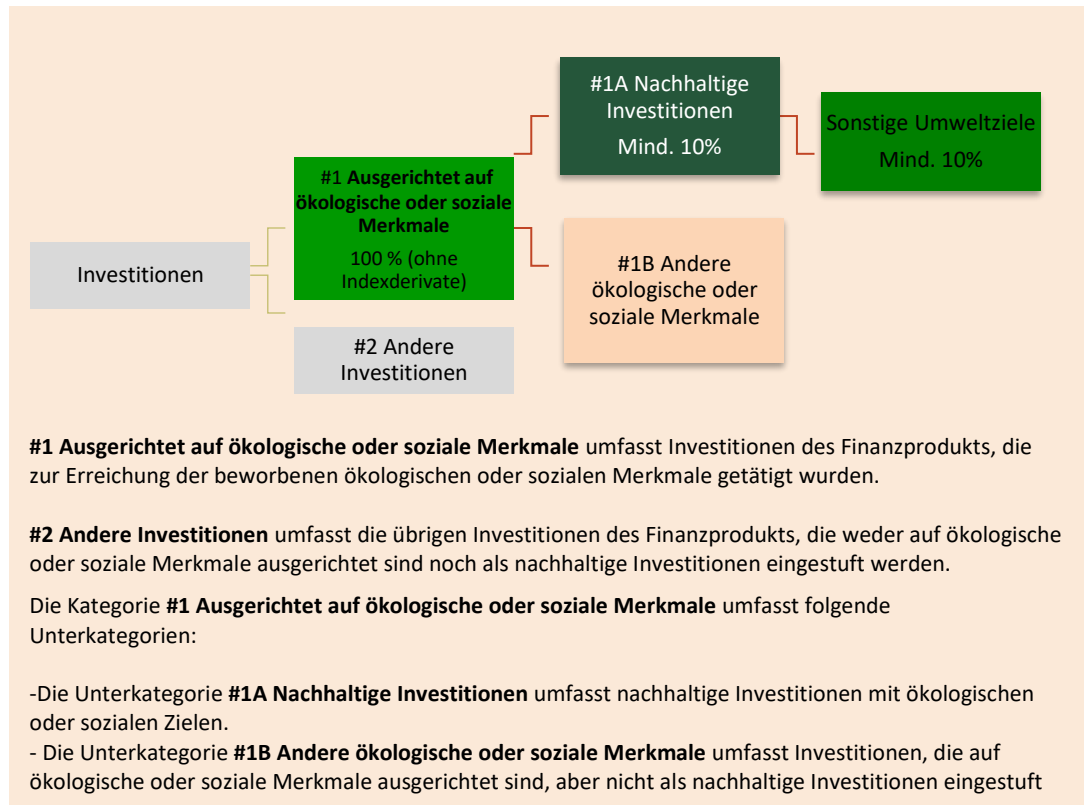 #1A Nachhaltige
Investitionen
Mind. 10%
Sonstige Umweltziele
Mind. 10%
#1 Ausgerichtet auf
ökologische oder soziale
Merkmale
100 % (ohne
Indexderivate)
Investitionen
#1B Andere
ökologische oder
soziale Merkmale
#2 Andere
Investitionen
#1 Ausgerichtet auf ökologische oder soziale Merkmale umfasst Investitionen des Finanzprodukts, die
zur Erreichung der beworbenen ökologischen oder sozialen Merkmale getätigt wurden.
#2 Andere Investitionen umfasst die übrigen Investitionen des Finanzprodukts, die weder auf ökologische
oder soziale Merkmale ausgerichtet sind noch als nachhaltige Investitionen eingestuft werden.
Die Kategorie #1 Ausgerichtet auf ökologische oder soziale Merkmale umfasst folgende
Unterkategorien:
-Die Unterkategorie #1A Nachhaltige Investitionen umfasst nachhaltige Investitionen mit ökologischen
oder sozialen Zielen.
- Die Unterkategorie #1B Andere ökologische oder soziale Merkmale umfasst Investitionen, die auf
ökologische oder soziale Merkmale ausgerichtet sind, aber nicht als nachhaltige Investitionen eingestuft